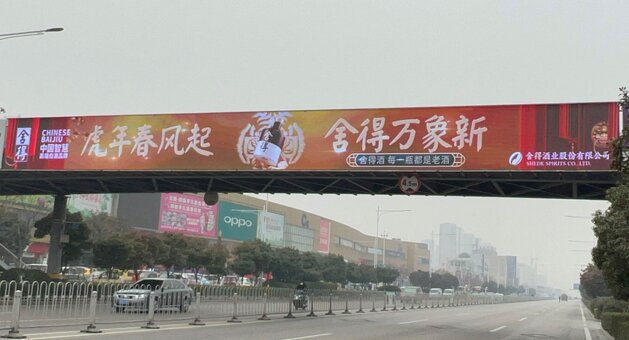 舍得
CHINESE
BAIJIU
中国智慧
虎年春风起
舍得万象新
舍得酒 每一瓶都是老酒
舍得酒业股份有限公司
SHEDE SPIRITS CO., LTD.
4.5m
OPPO